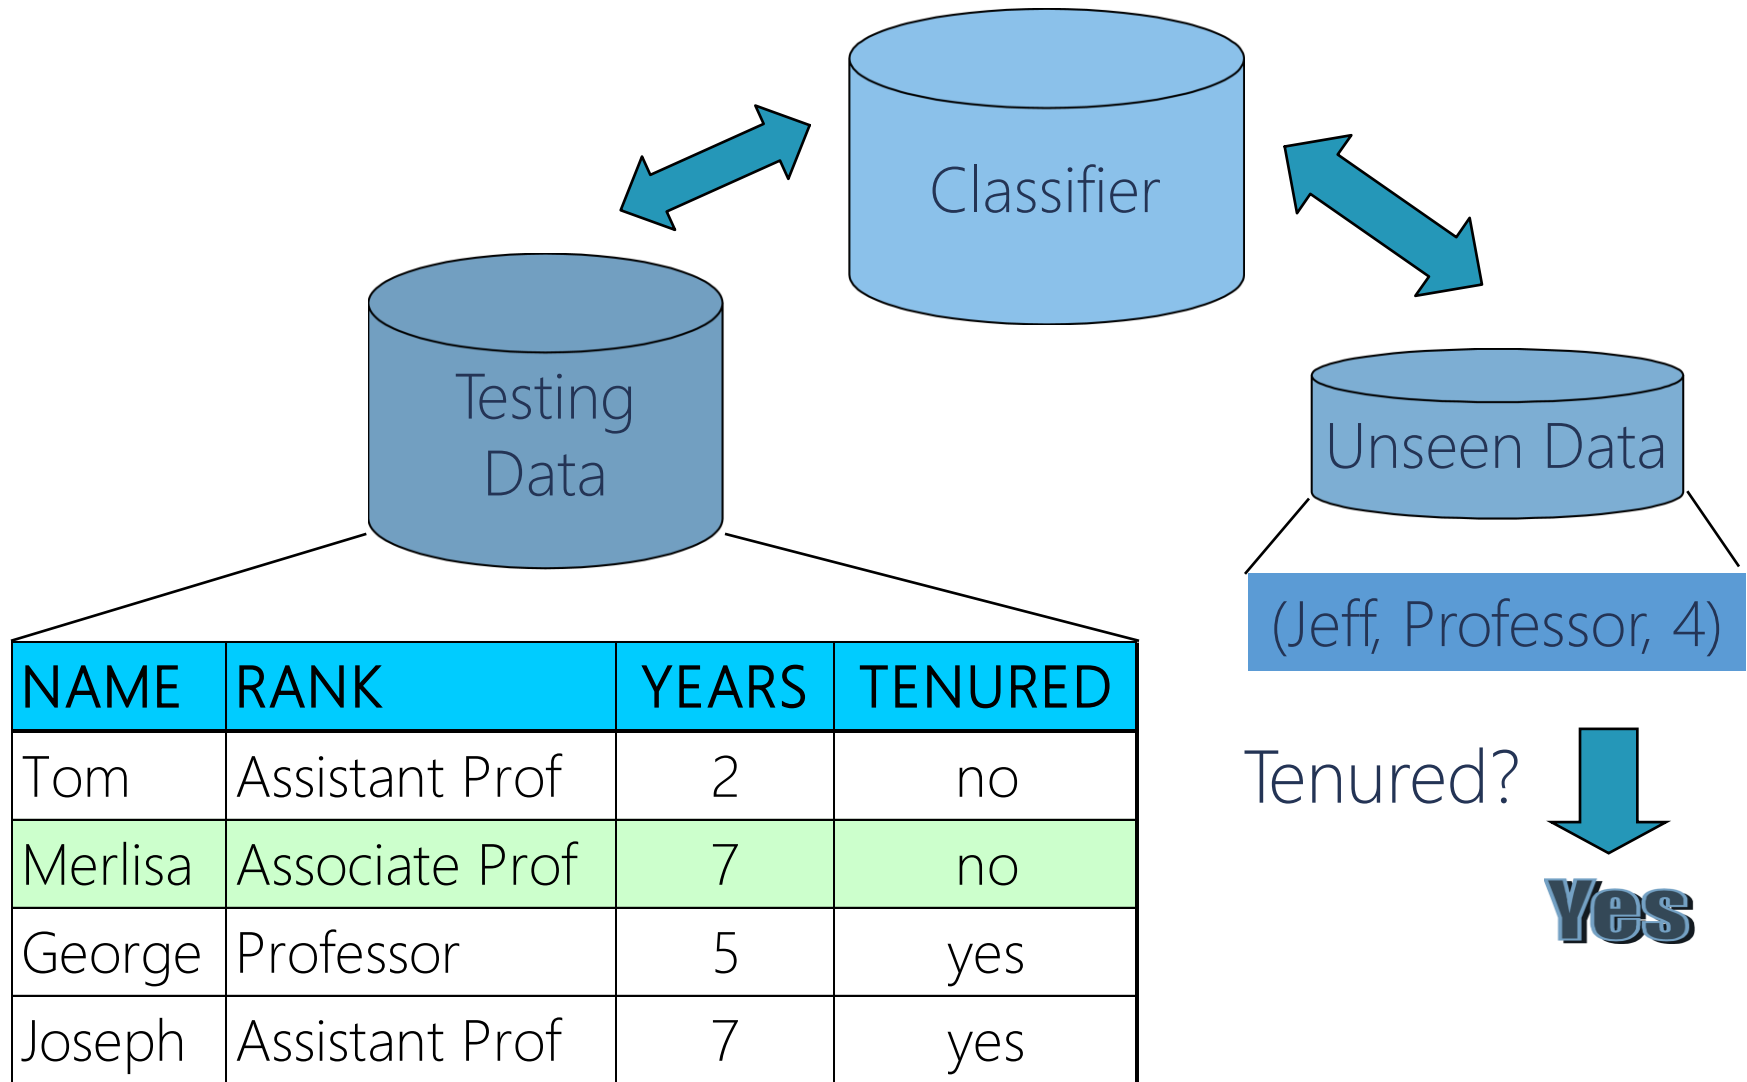 Classifier
Testing
Data
Unseen Data
(Jeff, Professor, 4)
NAME RANK YEARS TENURED
Tom Assistant Prof 2 no
Merlisa Associate Prof 7 no
George Professor 5 yes
Joseph Assistant Prof 7 yes
Tenured?
Yes